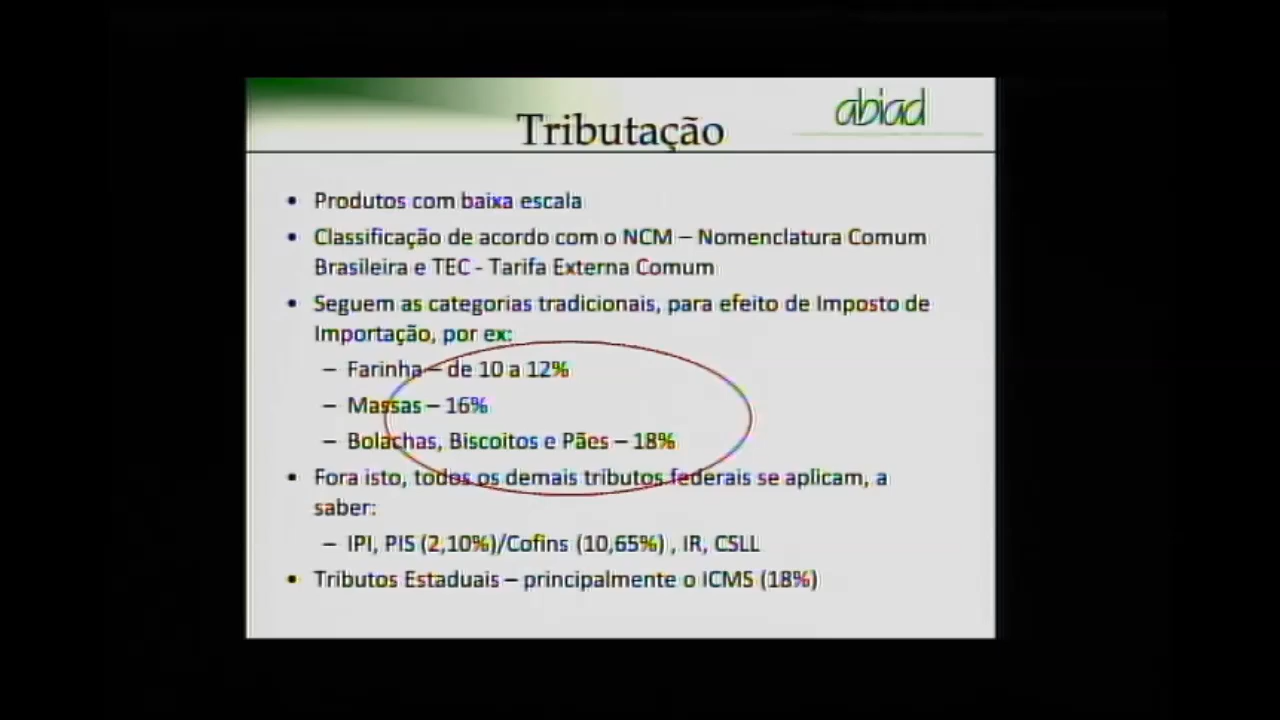 abiad
Tributação
• Produtos com baixa escala
• Classificação de acordo com o NCM – Nomenclatura Comum
Brasileira e TEC - Tarifa Externa Comum
• Seguem as categorias tradicionais, para efeito de Imposto de
Importação, por ex:
– Farinha – de 10 a 12%
– Massas – 16%
– Bolachas, Biscoitos e Pães – 18%
• Fora isto, todos os demais tributos federais se aplicam, a
saber:
– IPI, PIS (2,10%)/Cofins (10,65%) , IR, CSLL
• Tributos Estaduais – principalmente o ICMS (18%)